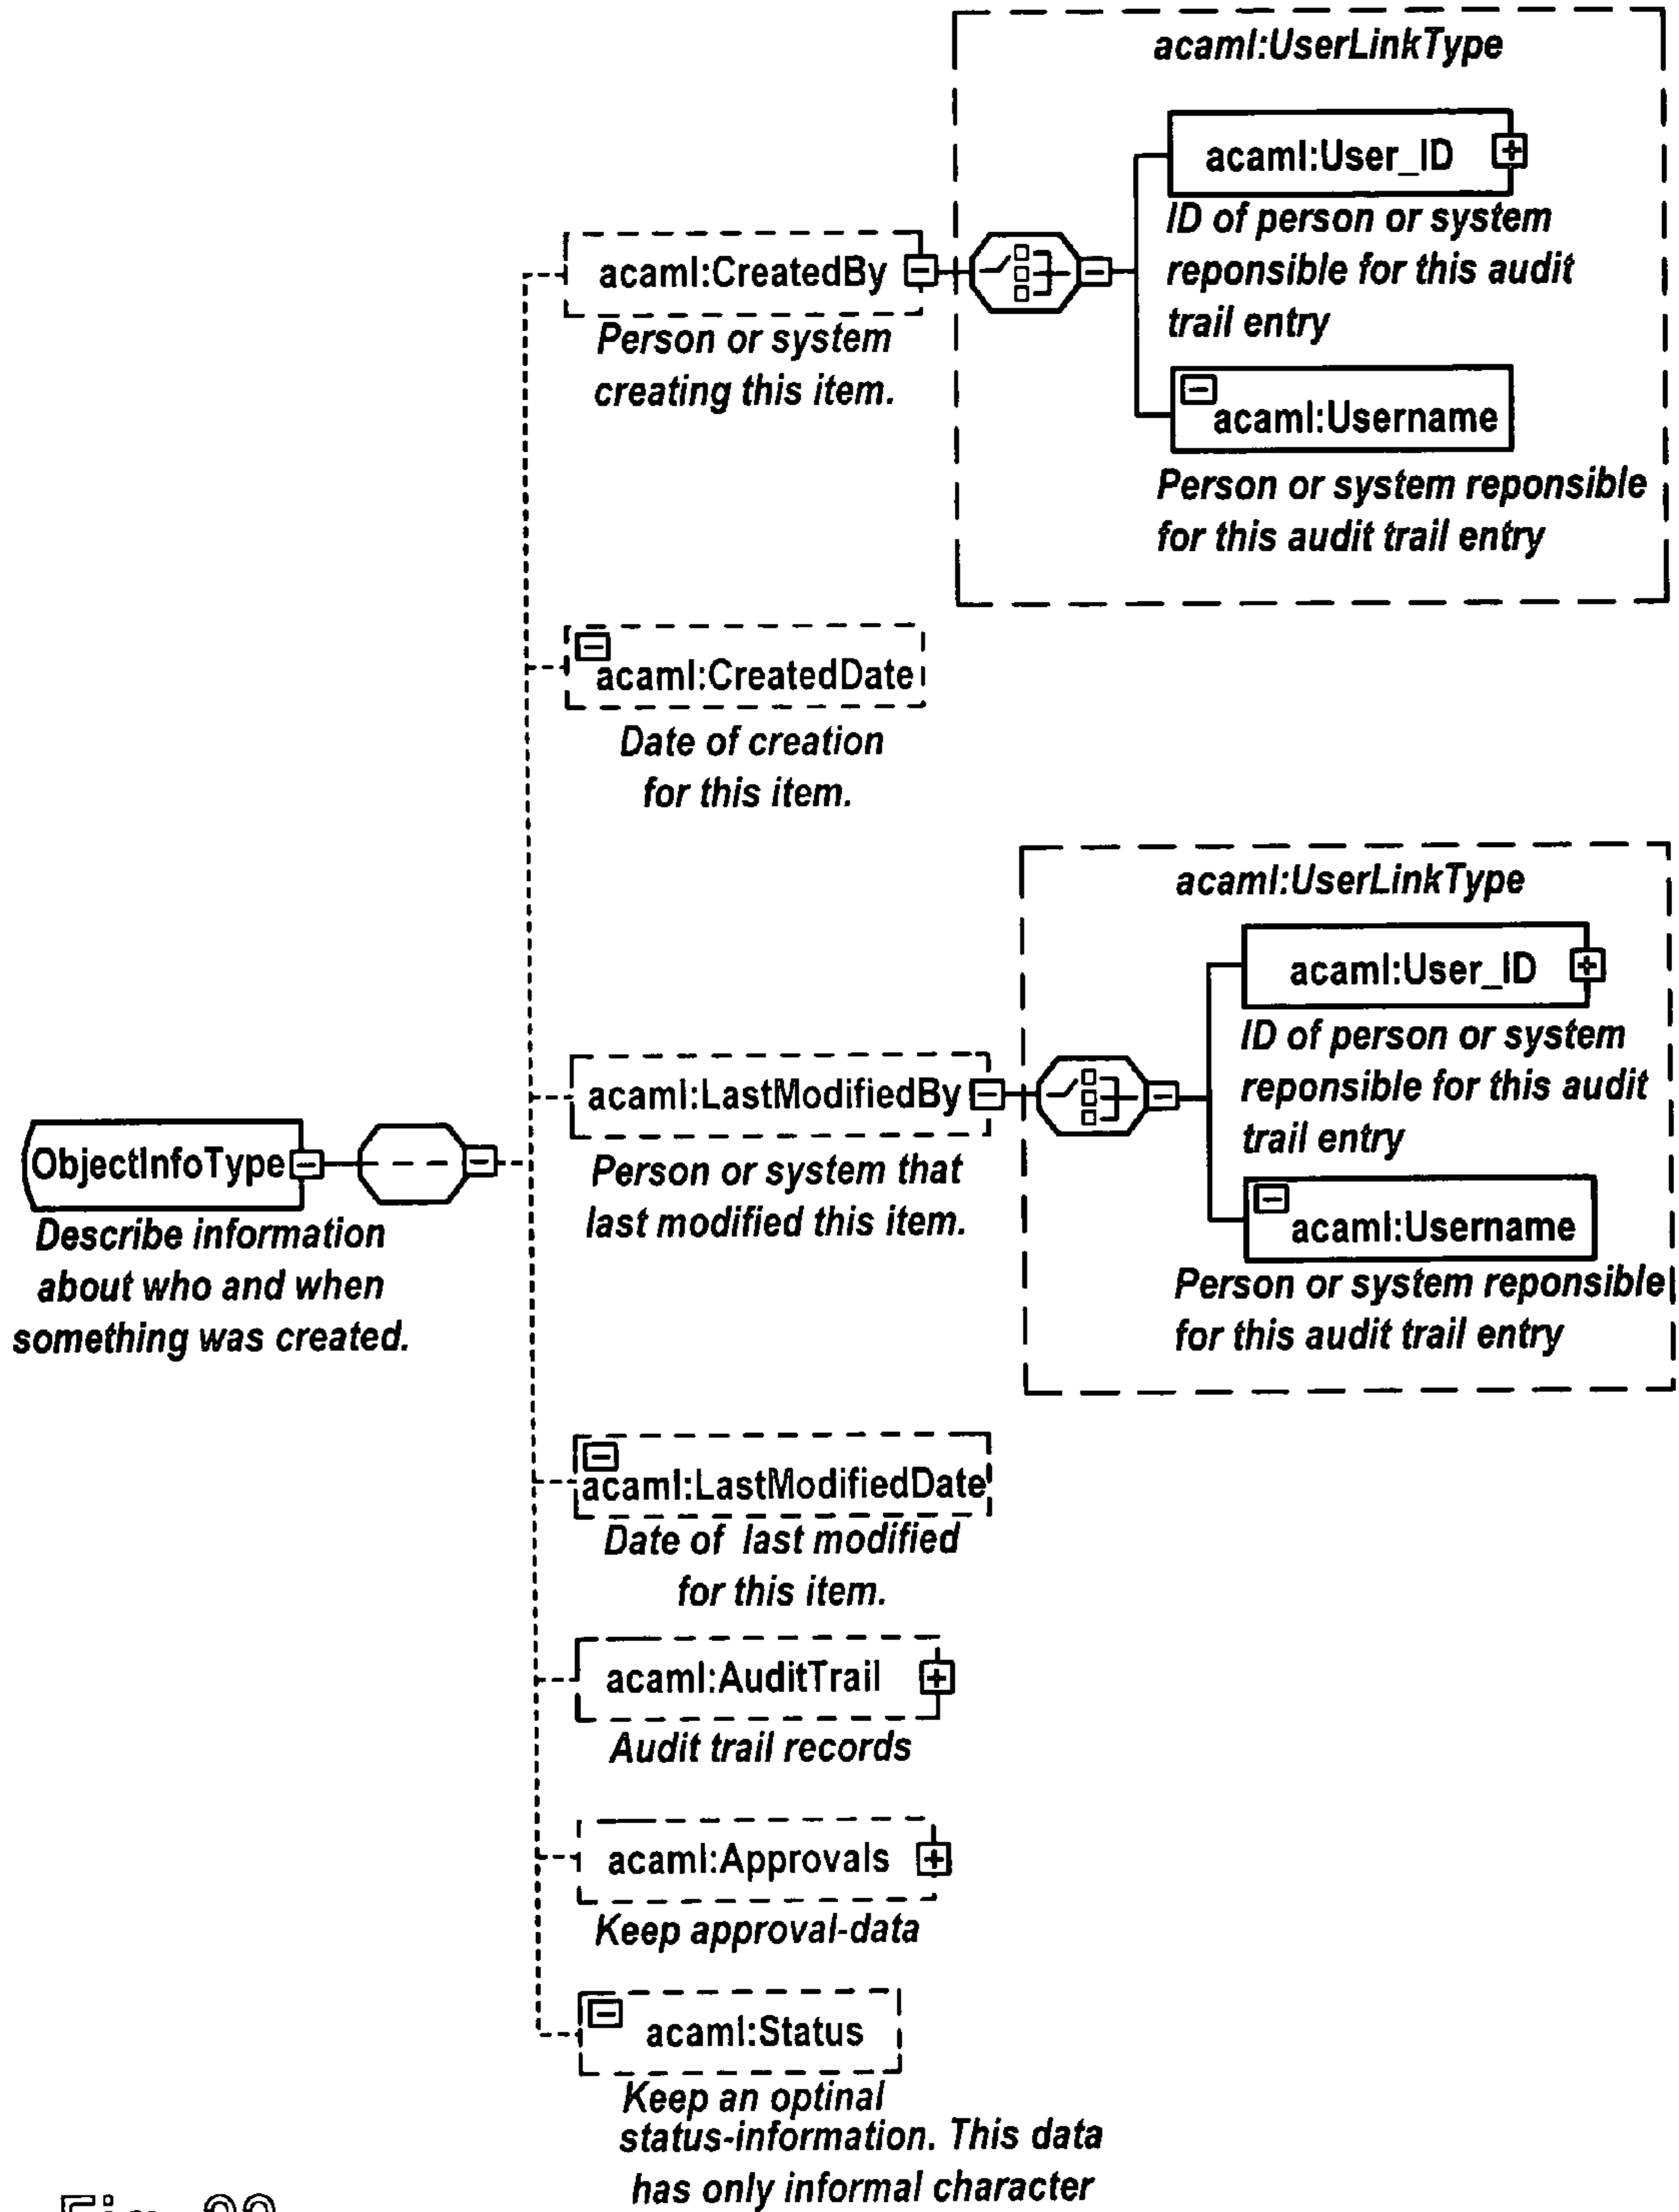 acaml:UserLinkType
acaml:User_ID
ID of person or system
reponsible for this audit
trail entry
acaml:CreatedBy
Person or system
creating this item.
acaml:Username
Person or system reponsible
for this audit trail entry
acaml:CreatedDate
Date of creation
for this item.
acaml:UserLinkType
acaml:User_ID
ID of person or system
reponsible for this audit
trail entry
acaml:LastModifiedBy
Person or system that
last modified this item.
acaml:Username
Person or system reponsible
for this audit trail entry
ObjectInfoType
Describe information
about who and when
something was created.
acaml:LastModifiedDate
Date of last modified
for this item.
acaml:AuditTrail
Audit trail records
acaml:Approvals
Keep approval-data
acaml:Status
Keep an optinal
status-information. This data
has only informal character
Fig.